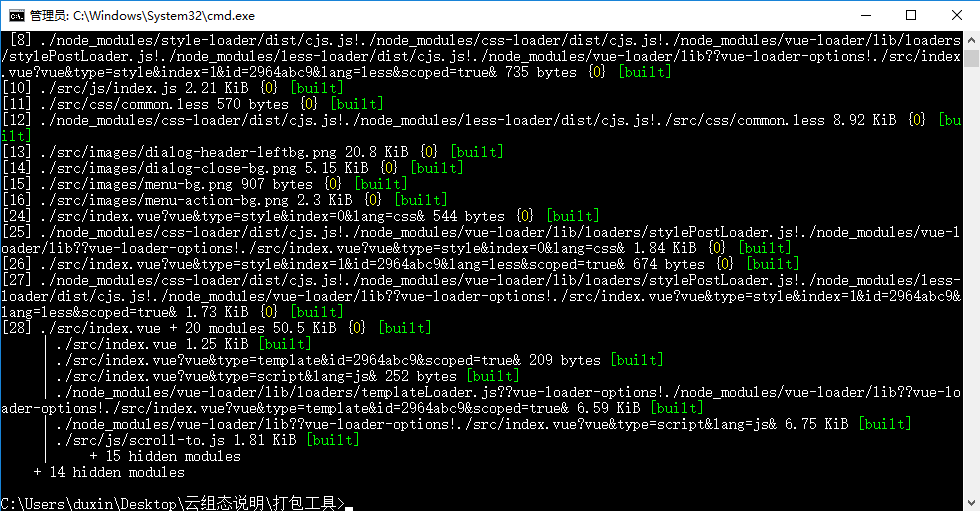 管理员: C:\Windows\System32\cmd.exe
[8] ./node_modules/style-loader/dist/cjs.js!./node_modules/css-loader/dist/cjs.js!./node_modules/vue-loader/lib/loaders
/stylePostLoader.js!./node_modules/less-loader/dist/cjs.js!./node_modules/vue-loader/lib??vue-loader-options!./src/index
.vue?vue&type=style&index=1&id=2964abc9&lang=less&scoped=true& 735 bytes {0} [built]
[10] ./src/js/index.js 2.21 KiB {0} [built]
[11] ./src/css/common.less 570 bytes {0} [built]
[12] ./node_modules/css-loader/dist/cjs.js!./node_modules/less-loader/dist/cjs.js!./src/css/common.less 8.92 KiB {0} [bu
ilt]
[13] ./src/images/dialog-header-leftbg.png 20.8 KiB {0} [built]
[14] ./src/images/dialog-close-bg.png 5.15 KiB {0} [built]
[15] ./src/images/menu-bg.png 907 bytes {0} [built]
[16] ./src/images/menu-action-bg.png 2.3 KiB {0} [built]
[24] ./src/index.vue?vue&type=style&index=0&lang=css& 544 bytes {0} [built]
[25] ./node_modules/css-loader/dist/cjs.js!./node_modules/vue-loader/lib/loaders/stylePostLoader.js!./node_modules/vue-l
oader/lib??vue-loader-options!./src/index.vue?vue&type=style&index=0&lang=css& 1.84 KiB {0} [built]
[26] ./src/index.vue?vue&type=style&index=1&id=2964abc9&lang=less&scoped=true& 674 bytes {0} [built]
[27] ./node_modules/css-loader/dist/cjs.js!./node_modules/vue-loader/lib/loaders/stylePostLoader.js!./node_modules/less-
loader/dist/cjs.js!./node_modules/vue-loader/lib??vue-loader-options!./src/index.vue?vue&type=style&index=1&id=2964abc9&
lang=less&scoped=true& 1.73 KiB {0} [built]
[28] ./src/index.vue + 20 modules 50.5 KiB {0} [built]
| ./src/index.vue 1.25 KiB [built]
| ./src/index.vue?vue&type=template&id=2964abc9&scoped=true& 209 bytes [built]
| ./src/index.vue?vue&type=script&lang=js& 252 bytes [built]
| ./node_modules/vue-loader/lib/loaders/templateLoader.js??vue-loader-options!./node_modules/vue-loader/lib??vue-lo
ader-options!./src/index.vue?vue&type=template&id=2964abc9&scoped=true& 6.59 KiB [built]
| ./node_modules/vue-loader/lib??vue-loader-options!./src/index.vue?vue&type=script&lang=js& 6.75 KiB [built]
| ./src/js/scroll-to.js 1.81 KiB [built]
| + 15 hidden modules
+ 14 hidden modules
C:\Users\duxin\Desktop\云组态说明\打包工具>